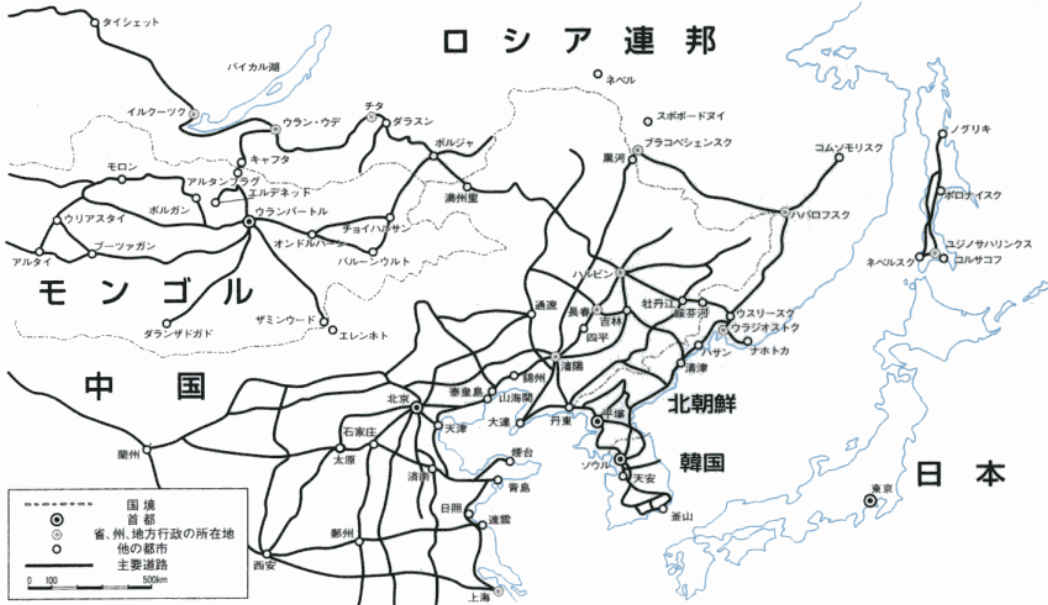 タイシェット
ロシア連邦
バイカル湖
ネベル
イルクーツク
チタ
ウラン・ウデ
ダラスン
スボボードヌイ
ノグリキ
ブラコベシェンスク
コムソモリスク
ボルジャ
黒河
キャフタ
モロン
アルタンブラグ
エルデネット
満州里
ポロナイスク
ボルガン
ウランバートル
ハバロフスク
ウリアスタイ
チョイバルサン
オンドルハーン
ユジノサハリンクス
ブーツァガン
アルタイ
バルーンウルト
ネベルスク
コルサコフ
ハルビン
モンゴル
通遼
長春
吉林
牡丹江
綏芬河
ウスリースク
ウラジオストク
ダランザドガド
ザミンウード
エレンホト
四平
ハサン
ナホトカ
瀋陽
清津
中国
錦州
秦皇島
山海関
北京
北朝鮮
大連
丹東
平壌
天津
石家荘
太原
蘭州
ソウル
韓国
煙台
済南
天安
日本
青島
東京
日照
釜山
連雲
鄭州
西安
上海
国境
首都
省、州、地方行政の所在地
他の都市
主要道路
0 100 500km